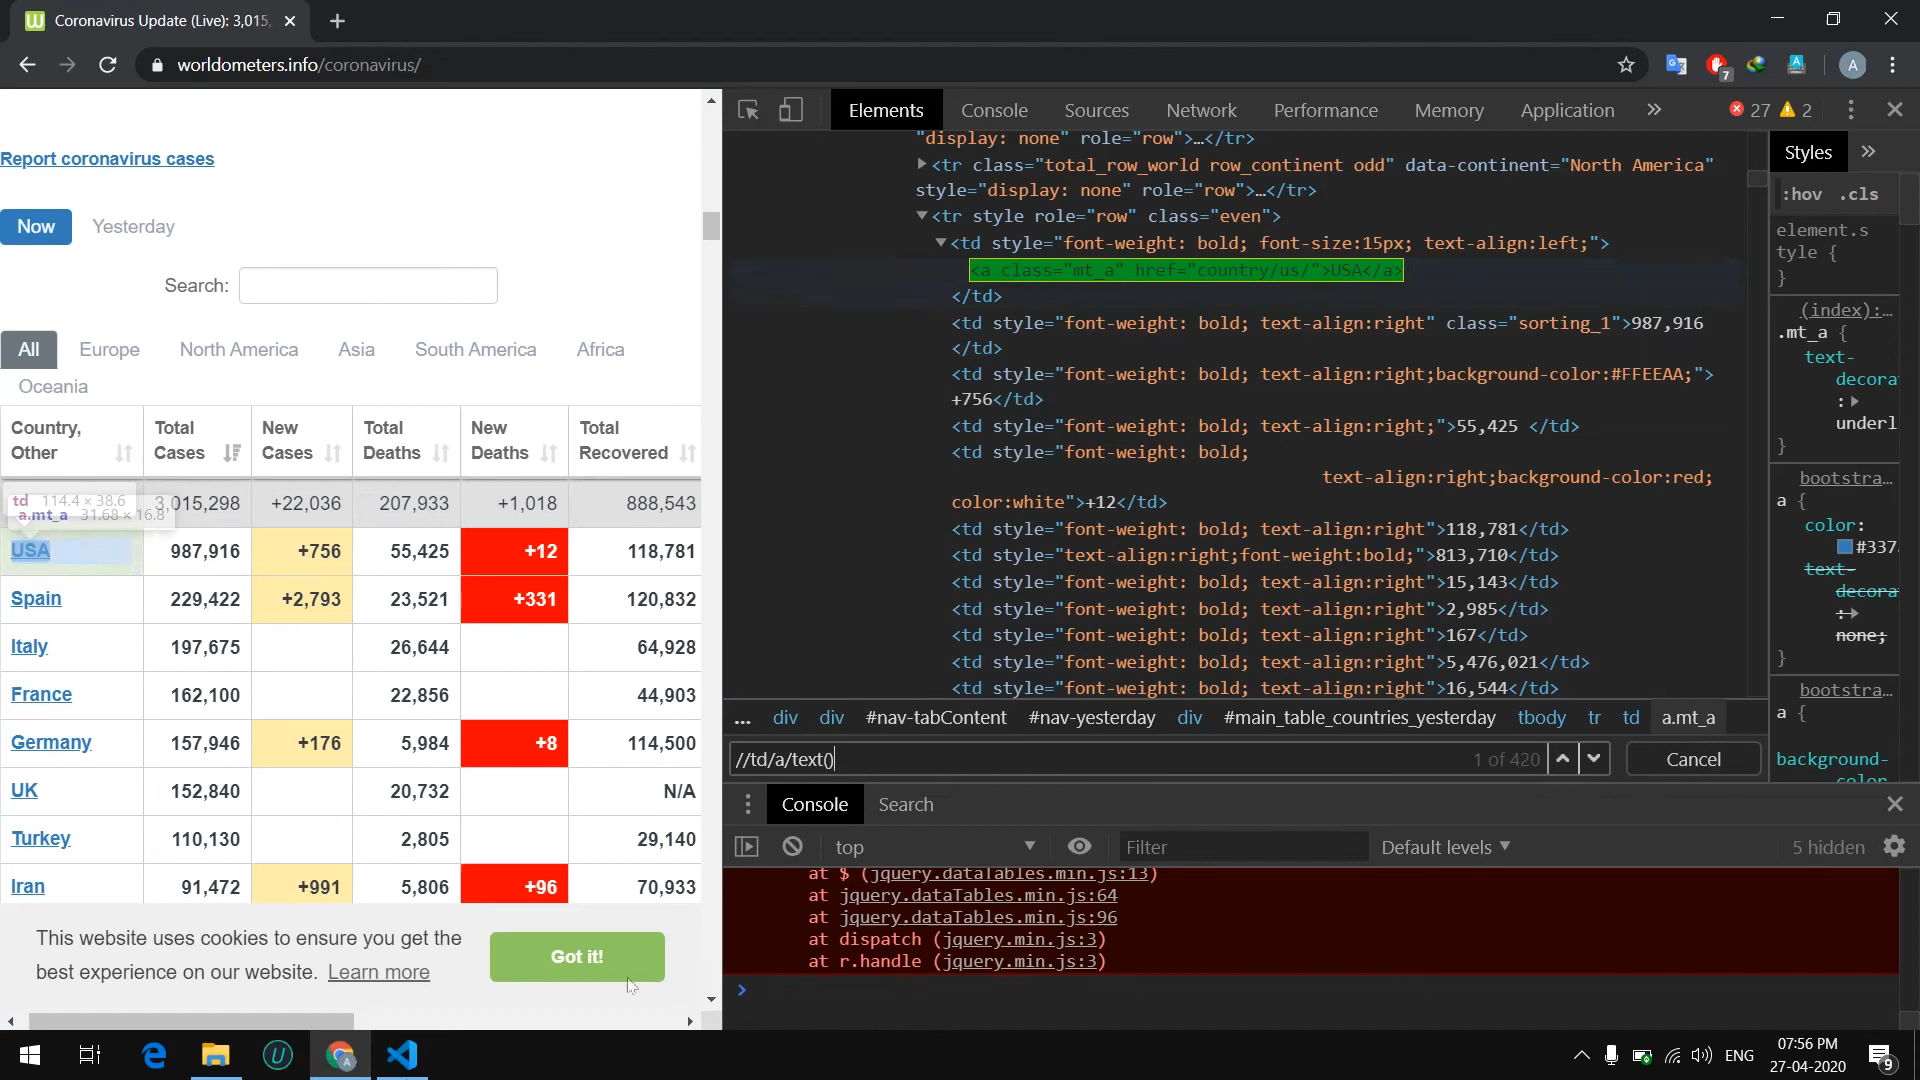 Coronavirus Update (Live): 3,015,
worldometers.info/coronavirus/
7
A
Report coronavirus cases
Now
Yesterday
Search:
All
Europe
North America
Asia
South America
Africa
Oceania
Country, Other
Total Cases
New Cases
Total Deaths
New Deaths
Total Recovered
td 114.4 × 38.6
a.mt_a 31.68 × 16.8
3,015,298 +22,036 207,933 +1,018 888,543
USA 987,916 +756 55,425 +12 118,781
Spain 229,422 +2,793 23,521 +331 120,832
Italy 197,675 26,644 64,928
France 162,100 22,856 44,903
Germany 157,946 +176 5,984 +8 114,500
UK 152,840 20,732 N/A
Turkey 110,130 2,805 29,140
Iran 91,472 +991 5,806 +96 70,933
This website uses cookies to ensure you get the
best experience on our website. Learn more
Got it!
Elements Console Sources Network Performance Memory Application » 27 2
"display: none" role="row">…</tr>
<tr class="total_row_world row_continent odd" data-continent="North America"
style="display: none" role="row">…</tr>
<tr style role="row" class="even">
<td style="font-weight: bold; font-size:15px; text-align:left;">
<a class="mt_a" href="country/us/">USA</a>
</td>
<td style="font-weight: bold; text-align:right" class="sorting_1">987,916
</td>
<td style="font-weight: bold; text-align:right;background-color:#FFEEAA;">
+756</td>
<td style="font-weight: bold; text-align:right;">55,425 </td>
<td style="font-weight: bold;
text-align:right;background-color:red;
color:white">+12</td>
<td style="font-weight: bold; text-align:right">118,781</td>
<td style="text-align:right;font-weight:bold;">813,710</td>
<td style="font-weight: bold; text-align:right">15,143</td>
<td style="font-weight: bold; text-align:right">2,985</td>
<td style="font-weight: bold; text-align:right">167</td>
<td style="font-weight: bold; text-align:right">5,476,021</td>
<td style="font-weight: bold; text-align:right">16,544</td>
... div div #nav-tabContent #nav-yesterday div #main_table_countries_yesterday tbody tr td a.mt_a
//td/a/text()
1 of 420
Cancel
Styles »
:hov .cls
element.s
tyle {
}
(index):…
.mt_a {
text-
decora
:
underl
}
bootstra…
a {
color:
#337
text-
decora
:
none;
}
bootstra…
a {
background-
color
Console Search
top
Filter
Default levels
5 hidden
at $ (jquery.dataTables.min.js:13)
at jquery.dataTables.min.js:64
at jquery.dataTables.min.js:96
at dispatch (jquery.min.js:3)
at r.handle (jquery.min.js:3)
>
ENG
07:56 PM
27-04-2020
9